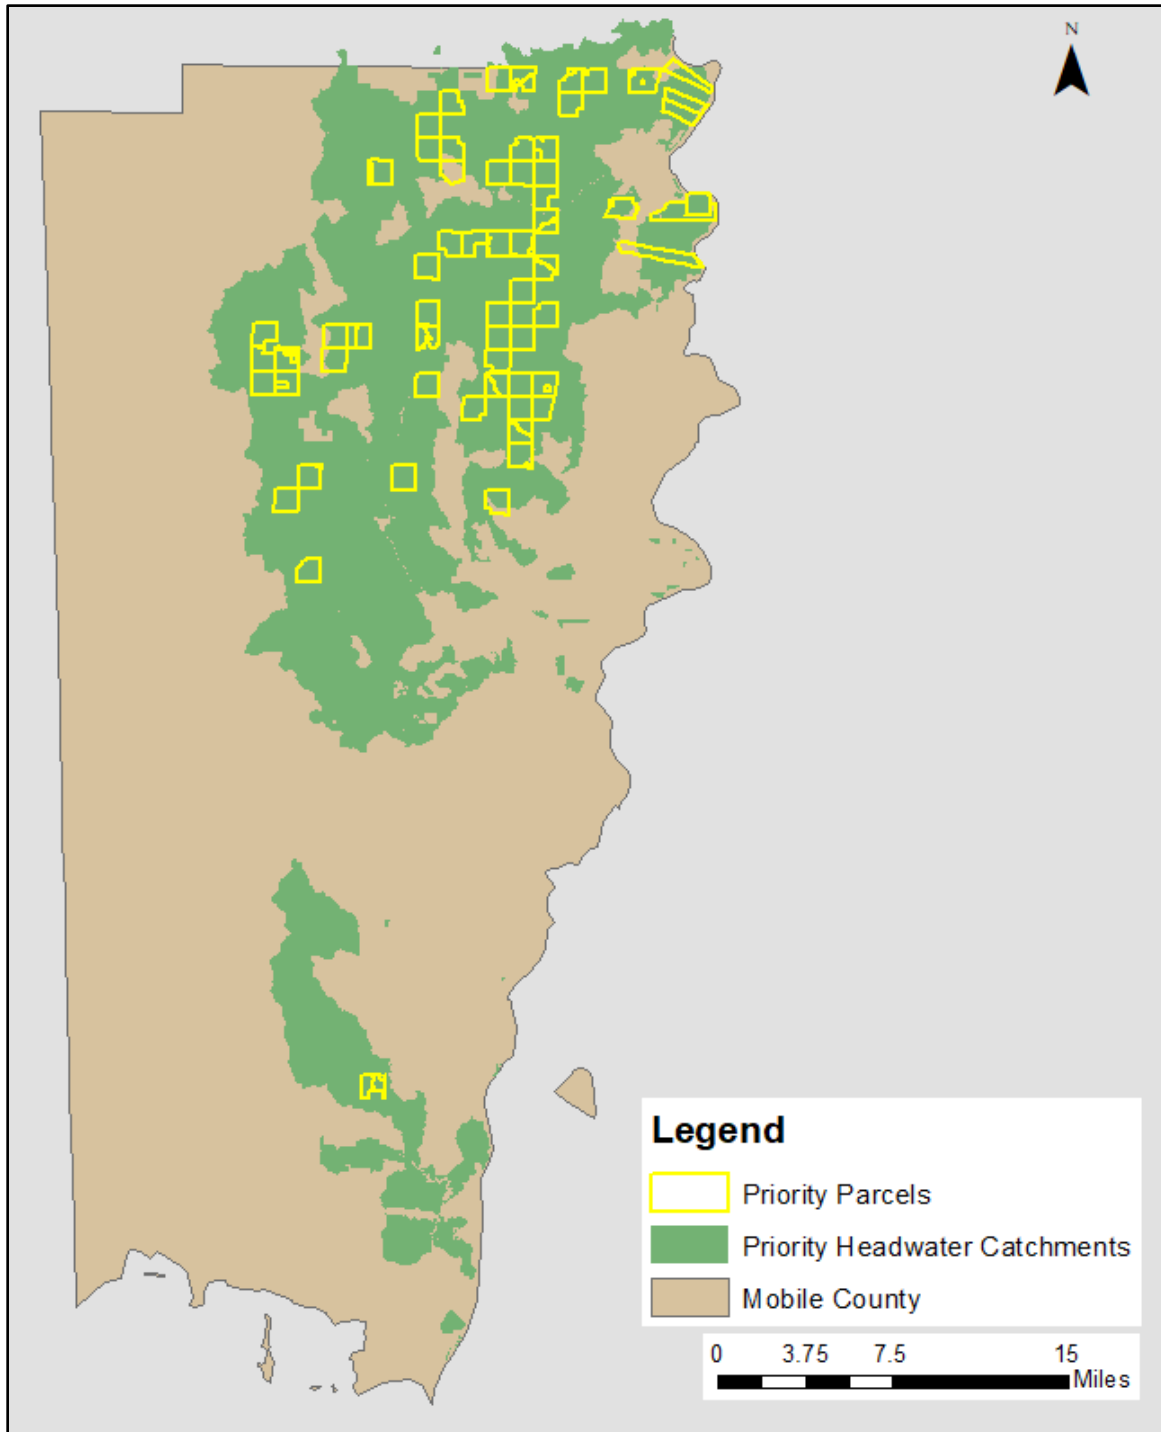 N
Legend
Priority Parcels
Priority Headwater Catchments
Mobile County
0 3.75 7.5 15
Miles